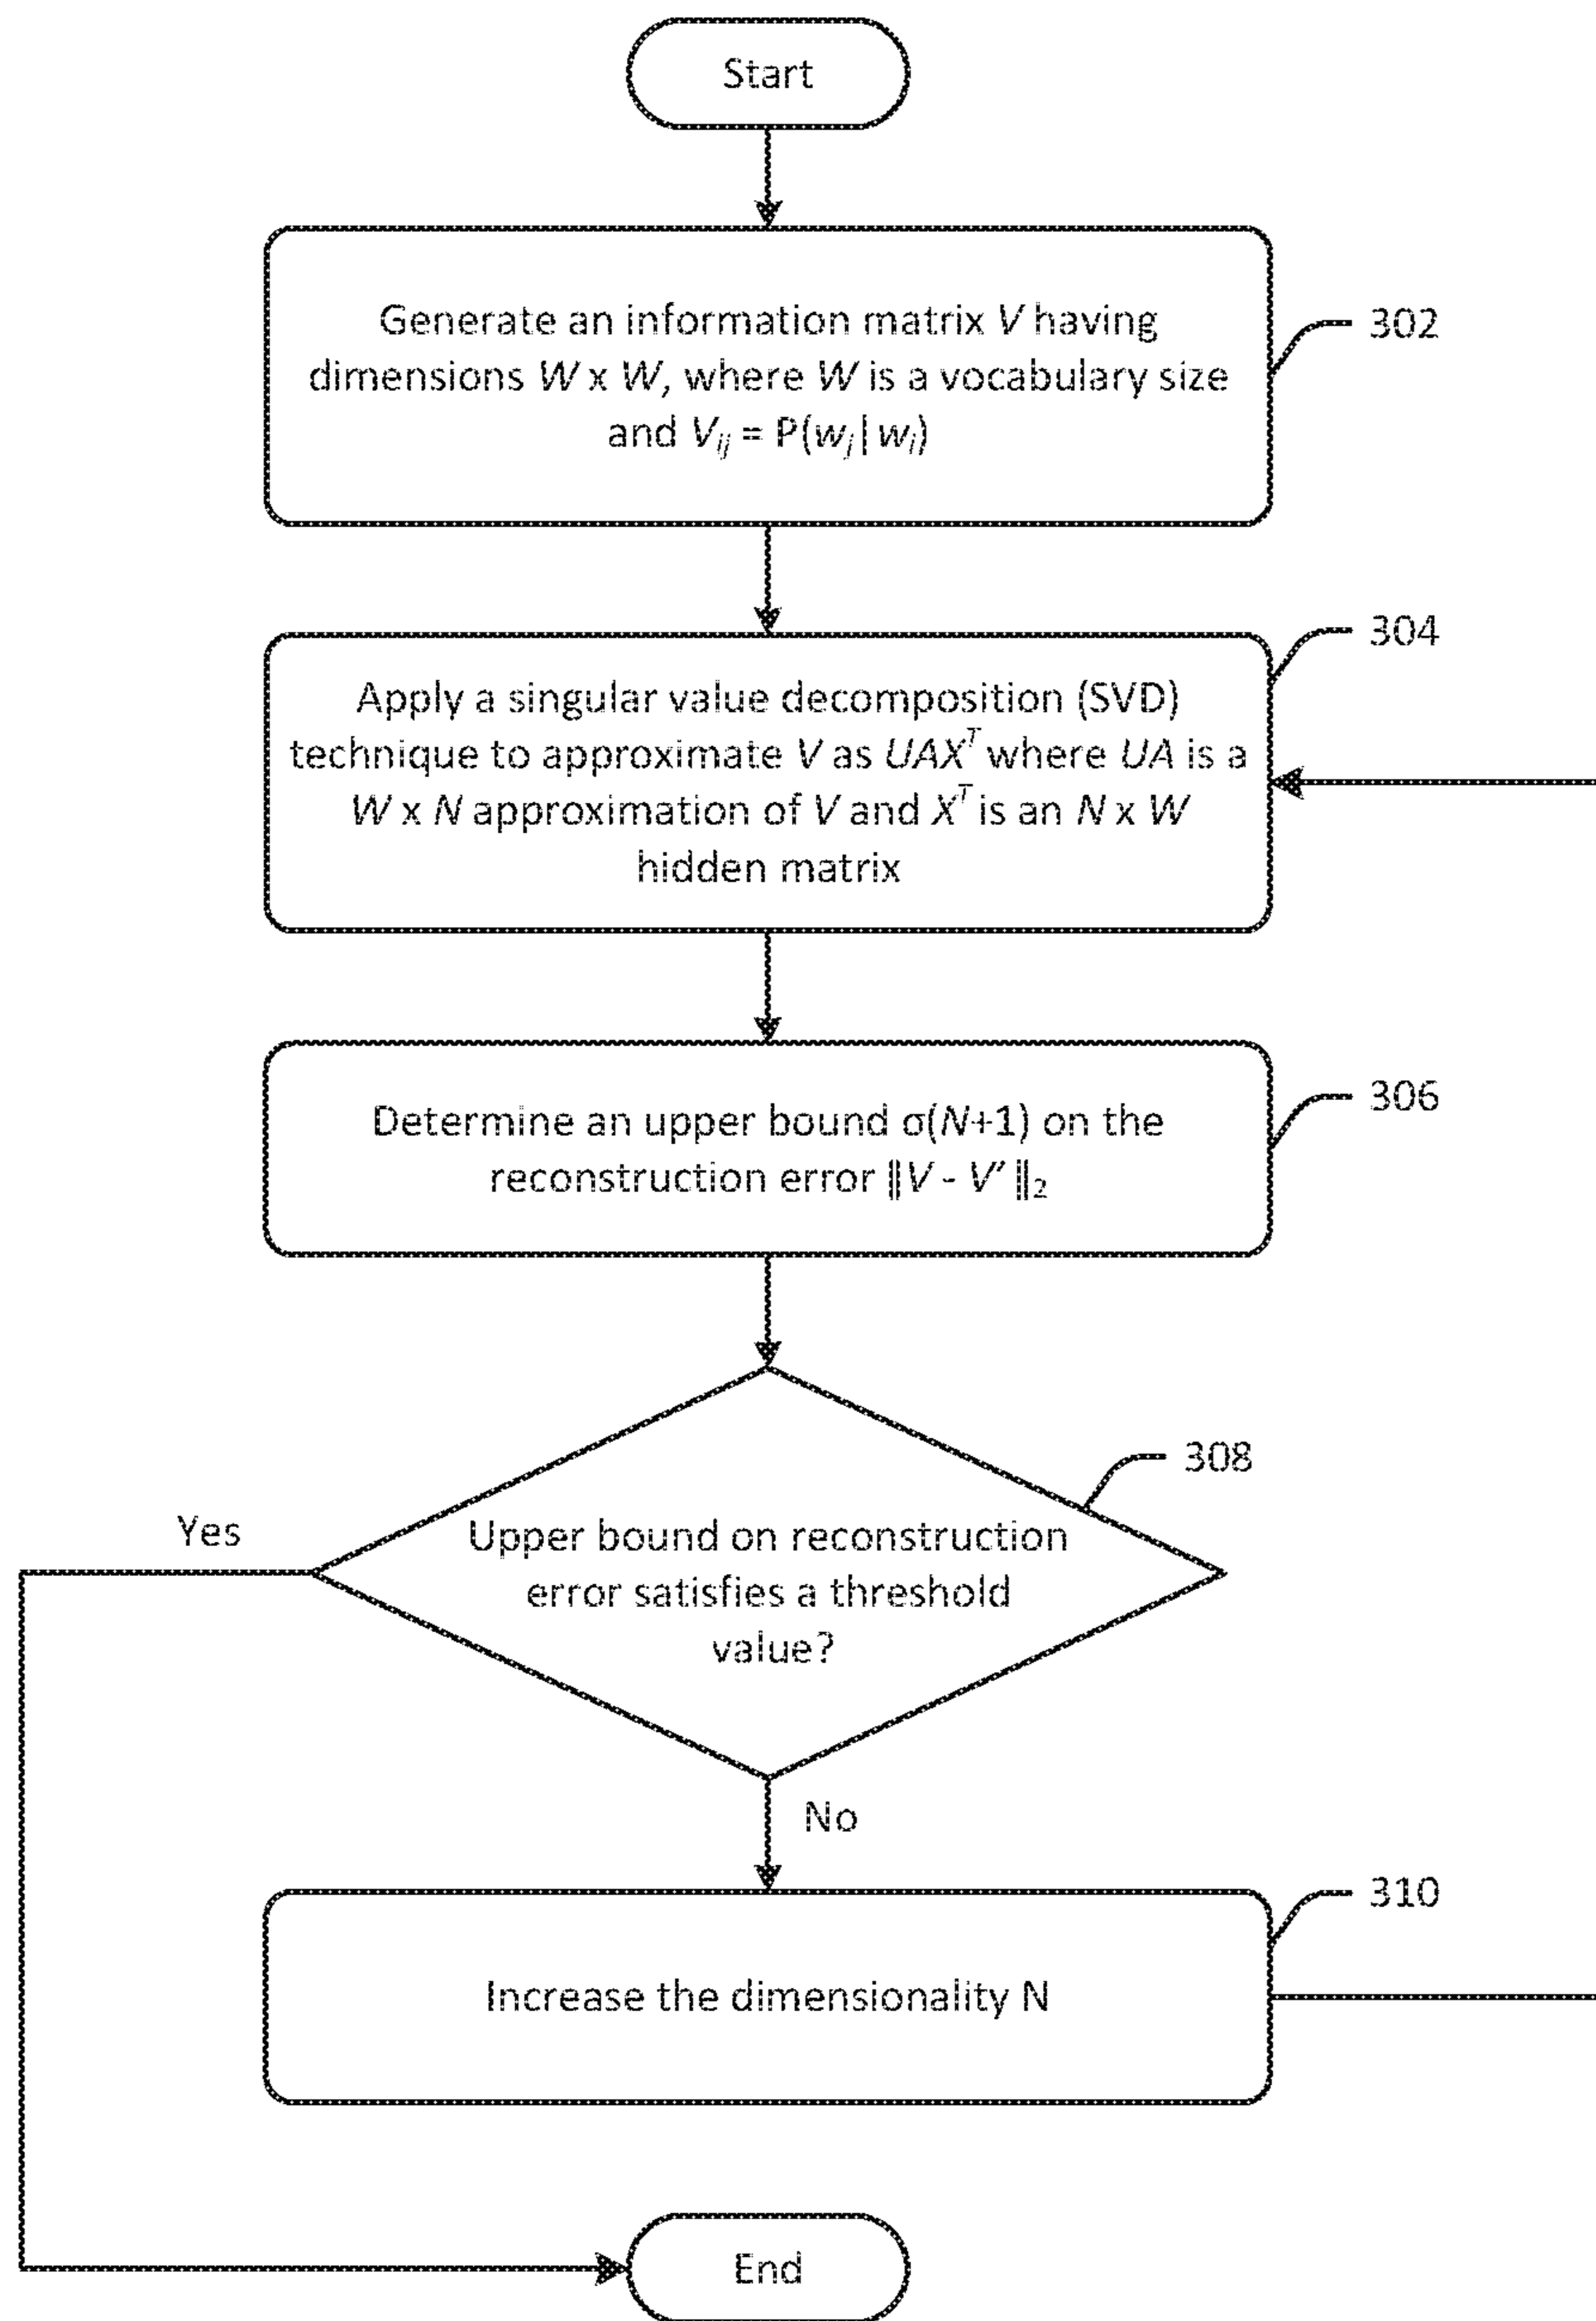 Start
Generate an information matrix V having
dimensions W x W, where W is a vocabulary size
and Vij = P(wj | wi)
302
304
Apply a singular value decomposition (SVD)
technique to approximate V as UAX^T where UA is a
W x N approximation of V and X^T is an N x W
hidden matrix
306
Determine an upper bound σ(N+1) on the
reconstruction error ‖V - V′ ‖2
308
Yes
Upper bound on reconstruction
error satisfies a threshold
value?
No
310
Increase the dimensionality N
End